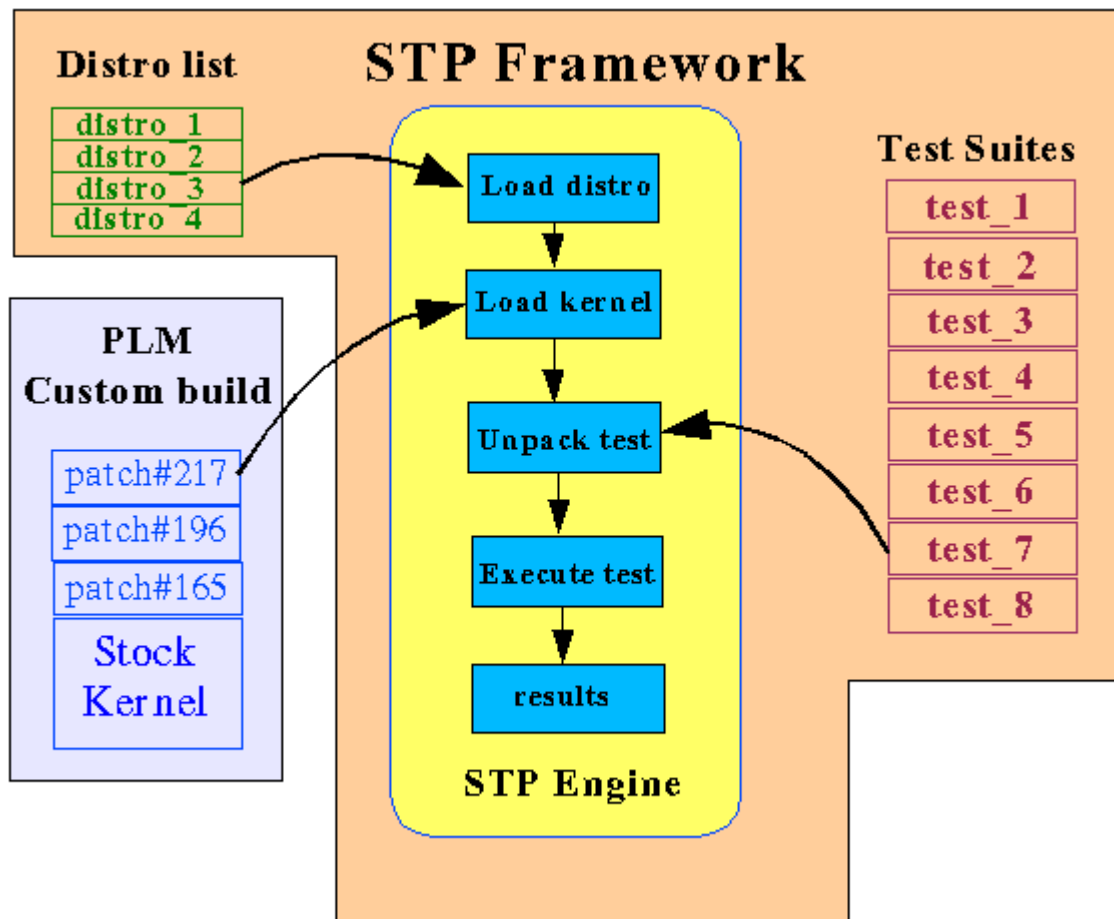 STP Framework
Distro list
distro_1
distro_2
distro_3
distro_4
PLM
Custom build
patch#217
patch#196
patch#165
Stock
Kernel
Load distro
Load kernel
Unpack test
Execute test
results
STP Engine
Test Suites
test_1
test_2
test_3
test_4
test_5
test_6
test_7
test_8